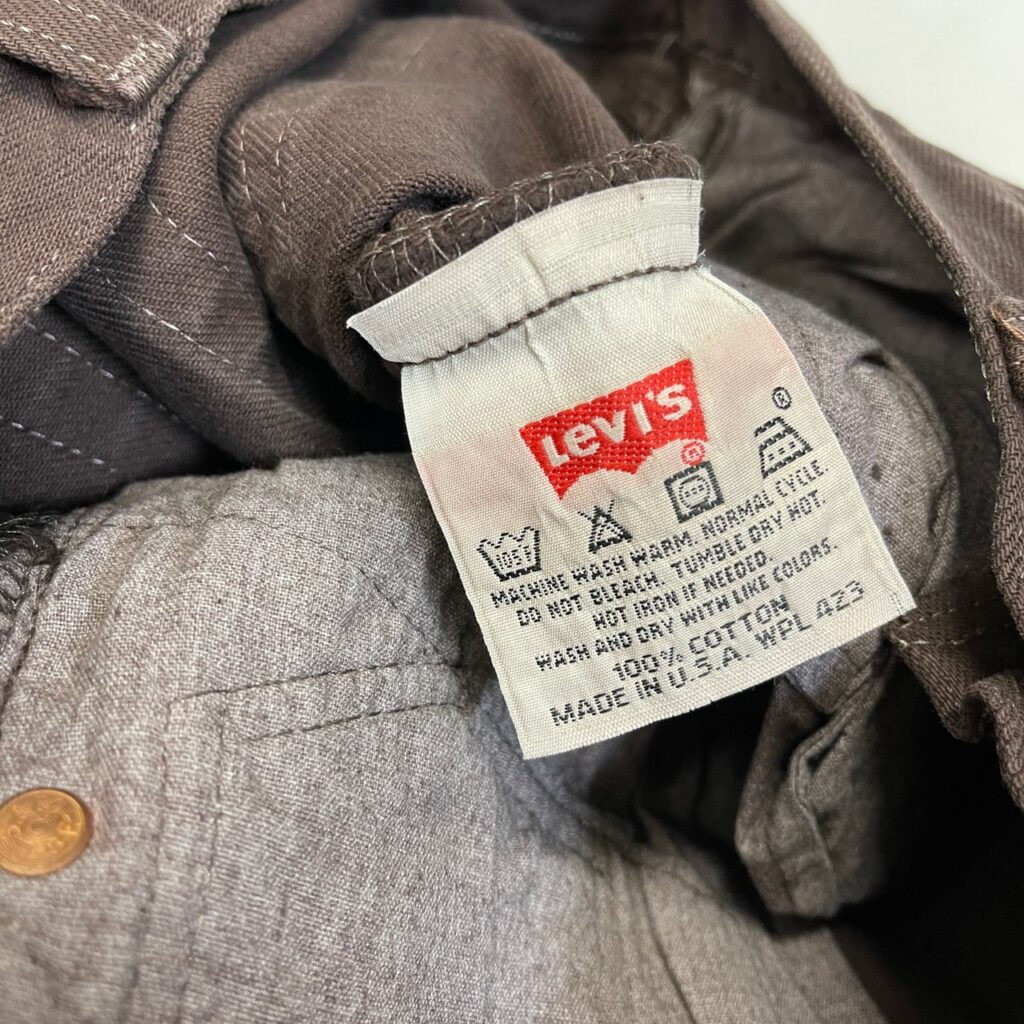 Levi's
®
®
105F
MACHINE WASH WARM. NORMAL CYCLE.
DO NOT BLEACH. TUMBLE DRY HOT.
HOT IRON IF NEEDED.
WASH AND DRY WITH LIKE COLORS.
100% COTTON
MADE IN U.S.A. WPL 423